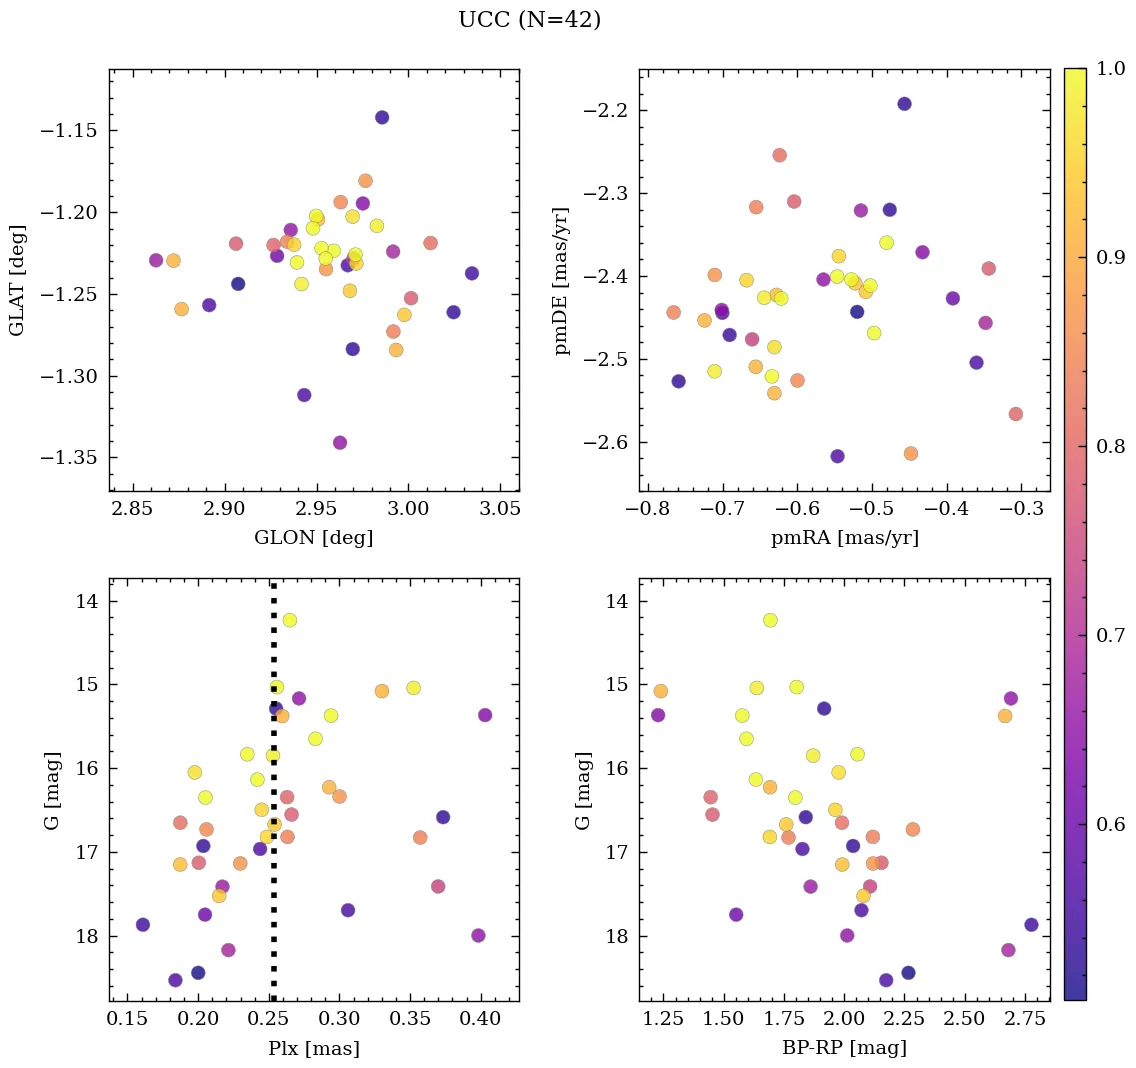 UCC (N=42)
−1.15
−1.20
−1.25
−1.30
−1.35
GLAT [deg]
2.85 2.90 2.95 3.00 3.05
GLON [deg]
−2.2
−2.3
−2.4
−2.5
−2.6
pmDE [mas/yr]
−0.8 −0.7 −0.6 −0.5 −0.4 −0.3
pmRA [mas/yr]
14
15
16
17
18
G [mag]
0.15 0.20 0.25 0.30 0.35 0.40
Plx [mas]
14
15
16
17
18
G [mag]
1.25 1.50 1.75 2.00 2.25 2.50 2.75
BP-RP [mag]
1.0
0.9
0.8
0.7
0.6